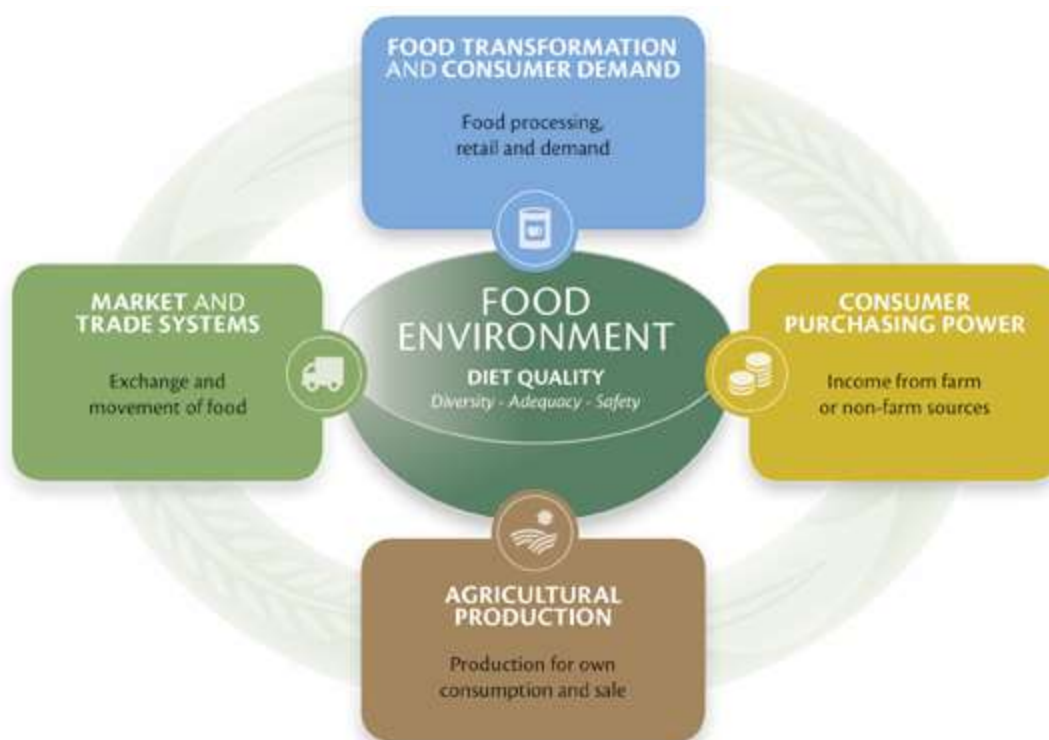 FOOD TRANSFORMATION
AND CONSUMER DEMAND
Food processing,
retail and demand
MARKET AND
TRADE SYSTEMS
Exchange and
movement of food
FOOD
ENVIRONMENT
DIET QUALITY
Diversity - Adequacy - Safety
CONSUMER
PURCHASING POWER
Income from farm
or non-farm sources
AGRICULTURAL
PRODUCTION
Production for own
consumption and sale